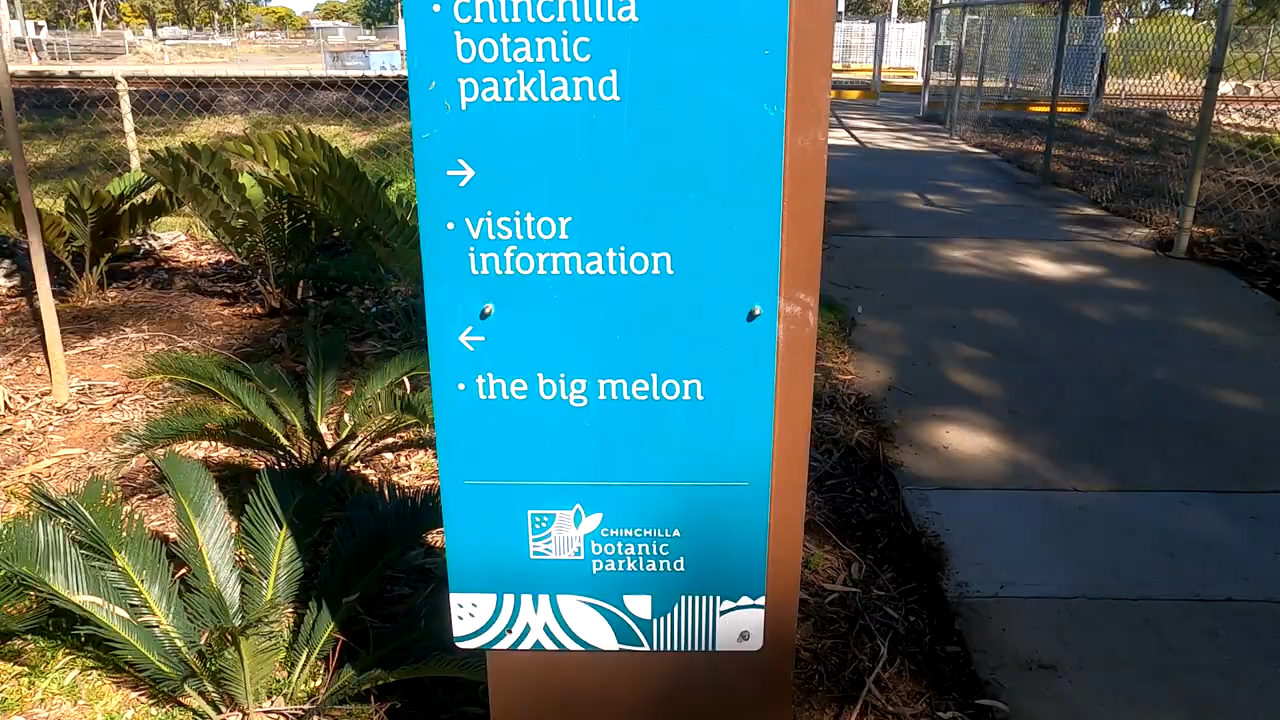 • chinchilla
botanic
parkland
→
• visitor
information
←
• the big melon
CHINCHILLA
botanic
parkland